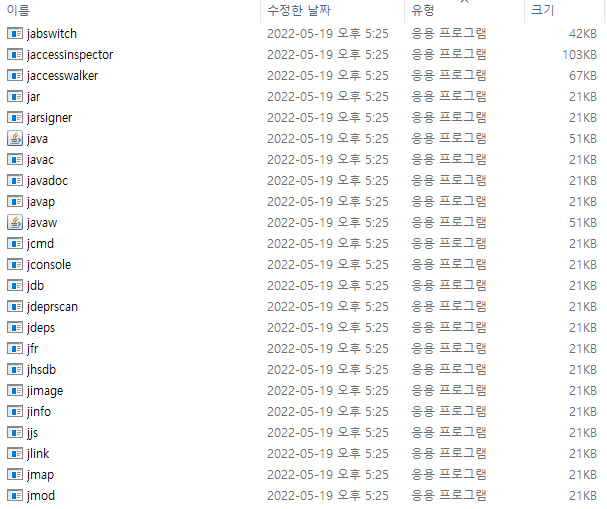 이름 수정한 날짜 유형 크기
jabswitch 2022-05-19 오후 5:25 응용 프로그램 42KB
jaccessinspector 2022-05-19 오후 5:25 응용 프로그램 103KB
jaccesswalker 2022-05-19 오후 5:25 응용 프로그램 67KB
jar 2022-05-19 오후 5:25 응용 프로그램 21KB
jarsigner 2022-05-19 오후 5:25 응용 프로그램 21KB
java 2022-05-19 오후 5:25 응용 프로그램 51KB
javac 2022-05-19 오후 5:25 응용 프로그램 21KB
javadoc 2022-05-19 오후 5:25 응용 프로그램 21KB
javap 2022-05-19 오후 5:25 응용 프로그램 21KB
javaw 2022-05-19 오후 5:25 응용 프로그램 51KB
jcmd 2022-05-19 오후 5:25 응용 프로그램 21KB
jconsole 2022-05-19 오후 5:25 응용 프로그램 21KB
jdb 2022-05-19 오후 5:25 응용 프로그램 21KB
jdeprscan 2022-05-19 오후 5:25 응용 프로그램 21KB
jdeps 2022-05-19 오후 5:25 응용 프로그램 21KB
jfr 2022-05-19 오후 5:25 응용 프로그램 21KB
jhsdb 2022-05-19 오후 5:25 응용 프로그램 21KB
jimage 2022-05-19 오후 5:25 응용 프로그램 21KB
jinfo 2022-05-19 오후 5:25 응용 프로그램 21KB
jjs 2022-05-19 오후 5:25 응용 프로그램 21KB
jlink 2022-05-19 오후 5:25 응용 프로그램 21KB
jmap 2022-05-19 오후 5:25 응용 프로그램 21KB
jmod 2022-05-19 오후 5:25 응용 프로그램 21KB